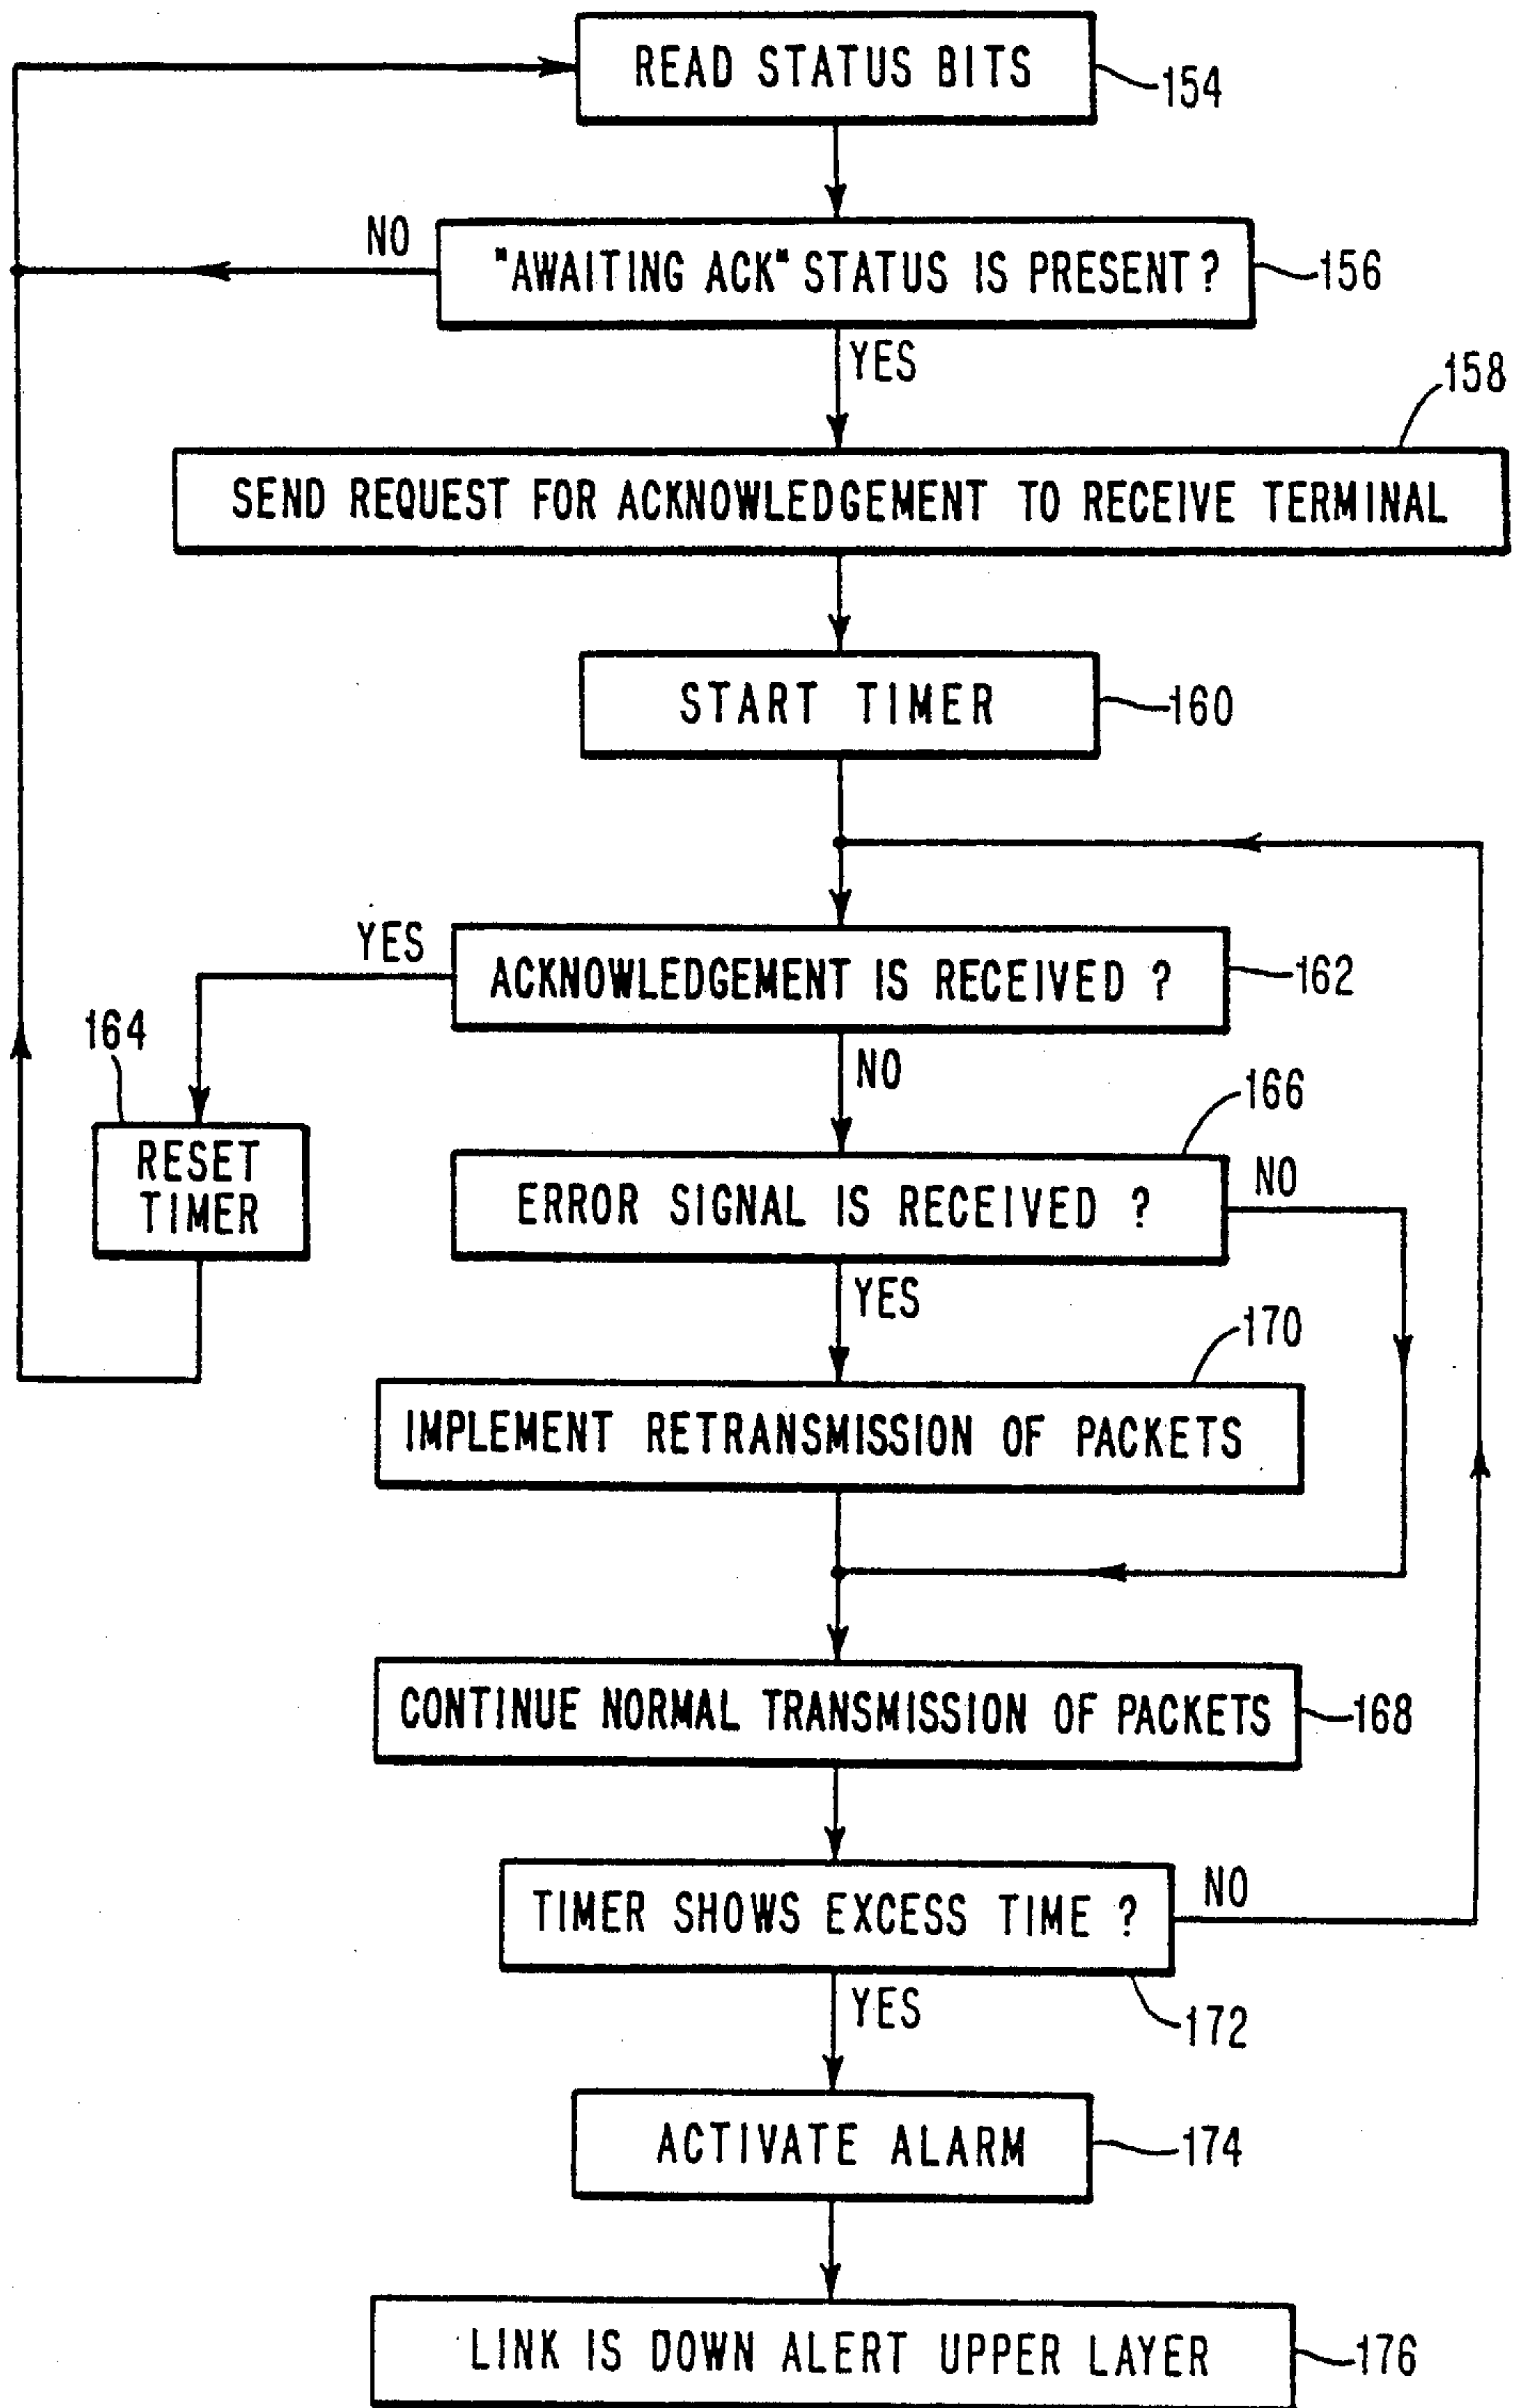 READ STATUS BITS
154
NO
"AWAITING ACK" STATUS IS PRESENT ?
156
YES
158
SEND REQUEST FOR ACKNOWLEDGEMENT TO RECEIVE TERMINAL
START TIMER
160
YES
ACKNOWLEDGEMENT IS RECEIVED ?
162
164
NO
166
RESET
TIMER
ERROR SIGNAL IS RECEIVED ?
NO
YES
170
IMPLEMENT RETRANSMISSION OF PACKETS
CONTINUE NORMAL TRANSMISSION OF PACKETS
168
TIMER SHOWS EXCESS TIME ?
NO
YES
172
ACTIVATE ALARM
174
LINK IS DOWN ALERT UPPER LAYER
176